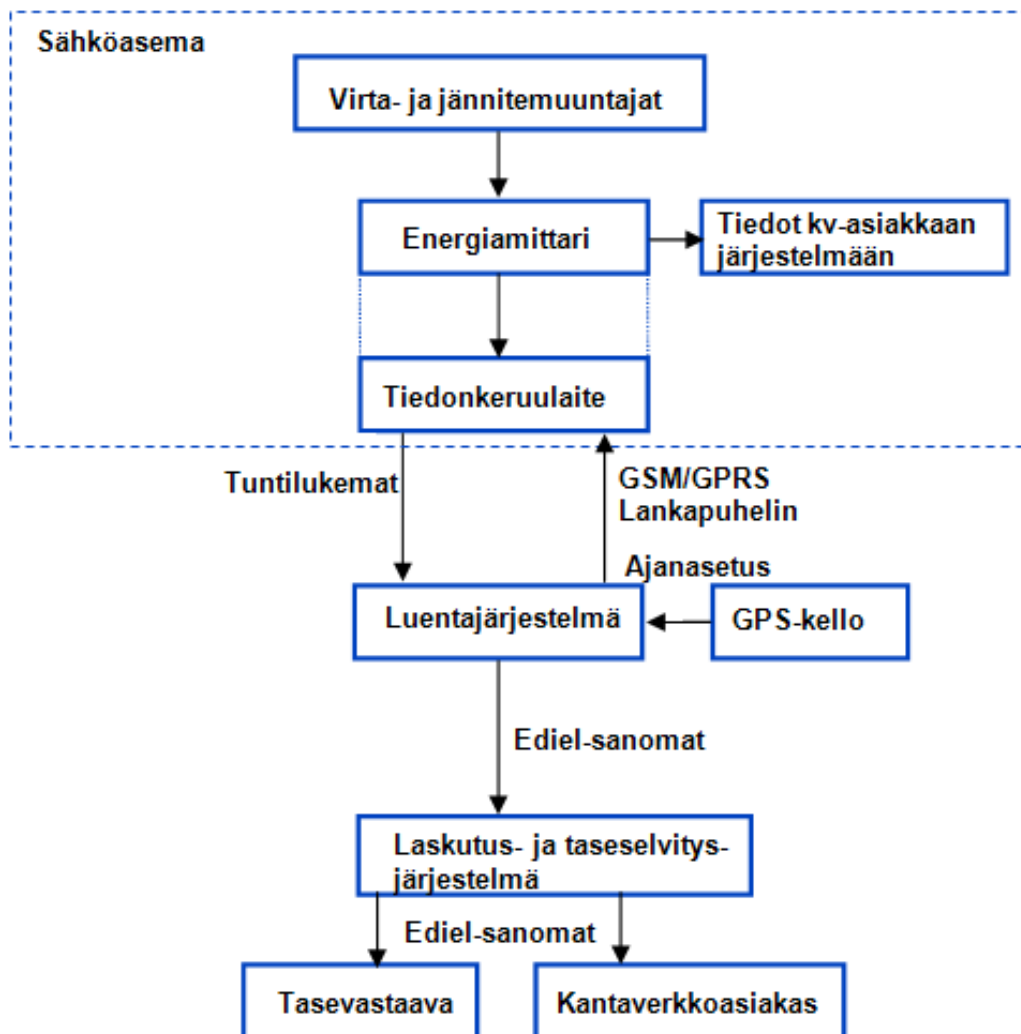 Sähköasema
Virta- ja jännitemuuntajat
Energiamittari
Tiedot kv-asiakkaan
järjestelmään
Tiedonkeruulaite
Tuntilukemat
GSM/GPRS
Lankapuhelin
Ajanasetus
Luentajärjestelmä
GPS-kello
Ediel-sanomat
Laskutus- ja taseselvitys-
järjestelmä
Ediel-sanomat
Tasevastaava
Kantaverkkoasiakas